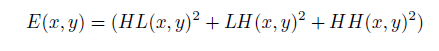 E(x, y) = (HL(x, y)² + LH(x, y)² + HH(x, y)²)